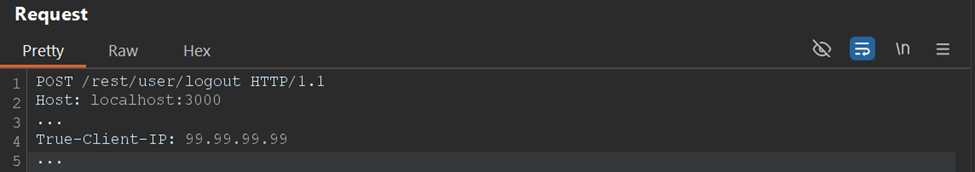 Request
Pretty Raw Hex \n
1 POST /rest/user/logout HTTP/1.1
2 Host: localhost:3000
3 ...
4 True-Client-IP: 99.99.99.99
5 ...